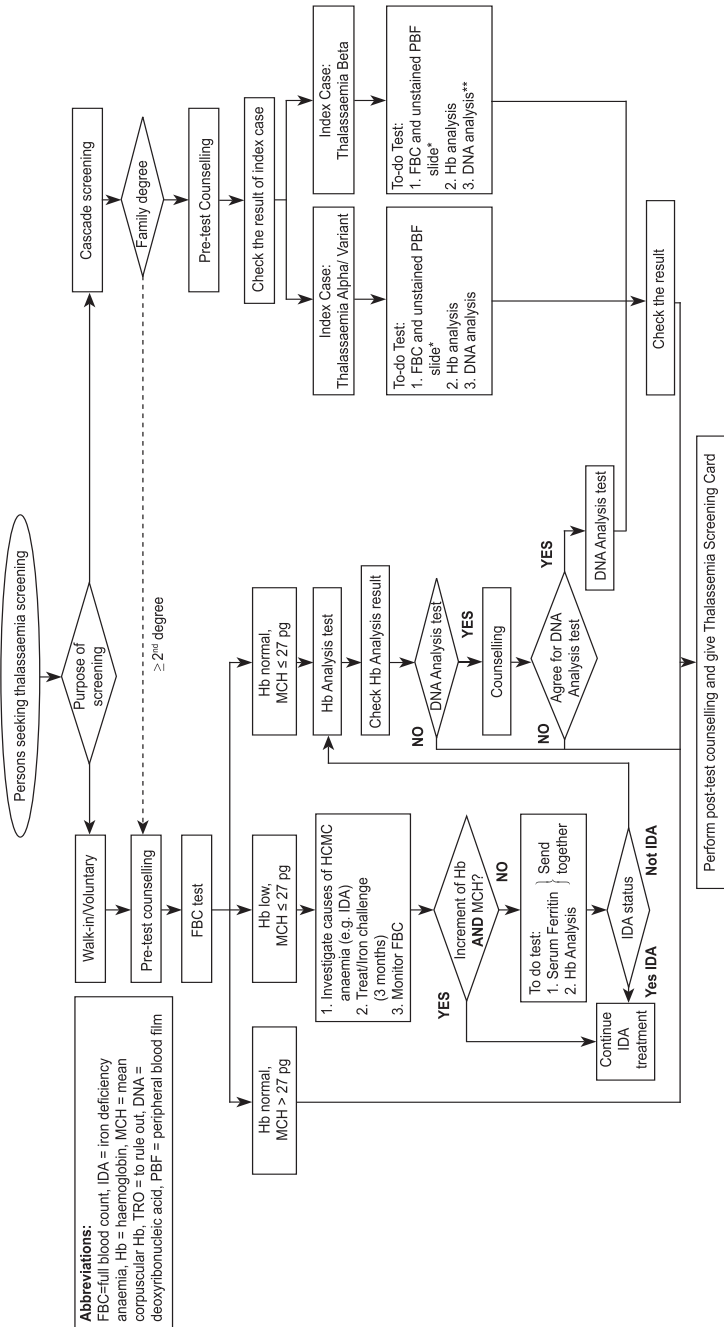 Persons seeking thalassaemia screening
Purpose of
screening
Walk-in/Voluntary
Cascade screening
Pre-test counselling
≥ 2nd degree
Family degree
FBC test
Pre-test Counselling
Check the result of index case
Hb normal,
MCH > 27 pg
Hb low,
MCH ≤ 27 pg
Hb normal,
MCH ≤ 27 pg
Index Case:
Thalassaemia Alpha/ Variant
Index Case:
Thalassaemia Beta
1. Investigate causes of HCMC
anaemia (e.g. IDA)
2. Treat/Iron challenge
(3 months)
3. Monitor FBC
Hb Analysis test
Check Hb Analysis result
To-do Test:
1. FBC and unstained PBF
slide*
2. Hb analysis
3. DNA analysis
To-do Test:
1. FBC and unstained PBF
slide*
2. Hb analysis
3. DNA analysis**
Increment of Hb
AND MCH?
YES
NO
DNA Analysis test
NO
YES
Counselling
To do test:
1. Serum Ferritin
2. Hb Analysis
Send
together
Agree for DNA
Analysis test
NO
YES
DNA Analysis test
Continue
IDA
treatment
IDA status
Yes IDA
Not IDA
Check the result
Perform post-test counselling and give Thalassemia Screening Card
Abbreviations:
FBC=full blood count, IDA = iron deficiency
anaemia, Hb = haemoglobin, MCH = mean
corpuscular Hb, TRO = to rule out, DNA =
deoxyribonucleic acid, PBF = peripheral blood film